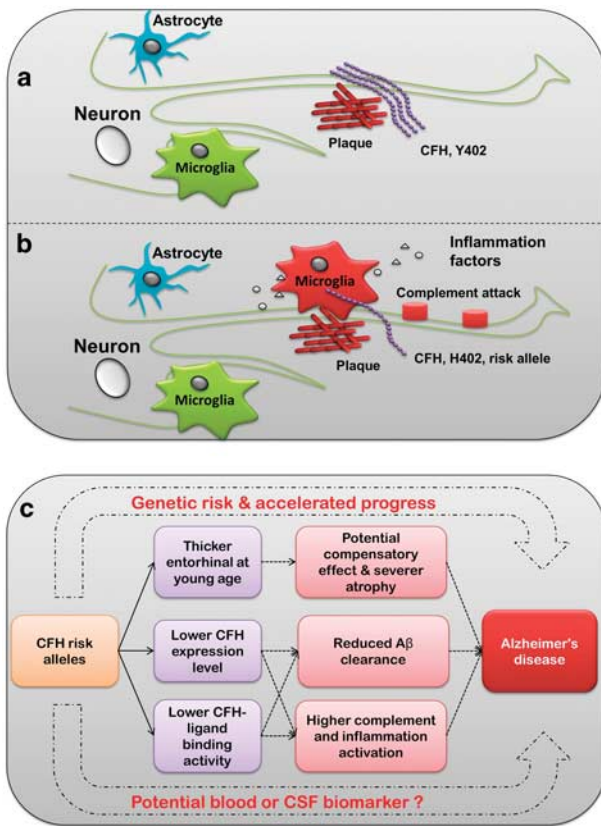 a
Astrocyte
Neuron
Microglia
Plaque
CFH, Y402
b
Astrocyte
Neuron
Microglia
Microglia
Inflammation
factors
Complement attack
Plaque
CFH, H402, risk allele
c
Genetic risk & accelerated progress
Thicker
entorhinal at
young age
Potential
compensatory
effect & severer
atrophy
CFH risk
alleles
Lower CFH
expression
level
Reduced Aβ
clearance
Alzheimer's
disease
Lower CFH-
ligand
binding
activity
Higher complement
and inflammation
activation
Potential blood or CSF biomarker ?